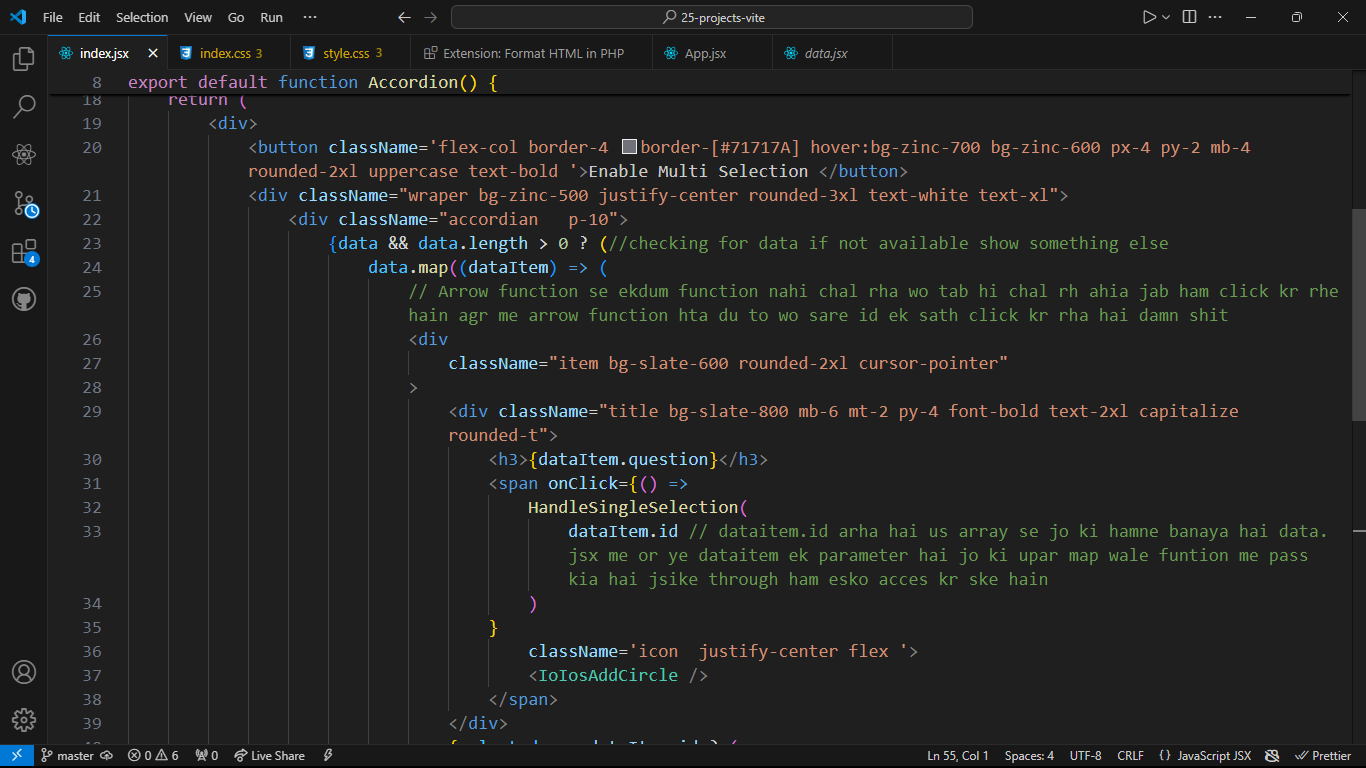 File Edit Selection View Go Run ··· 25-projects-vite
index.jsx index.css 3 style.css 3 Extension: Format HTML in PHP App.jsx data.jsx
8 export default function Accordion() {
18 return (
19 <div>
20 <button className='flex-col border-4 border-[#71717A] hover:bg-zinc-700 bg-zinc-600 px-4 py-2 mb-4
rounded-2xl uppercase text-bold '>Enable Multi Selection </button>
21 <div className="wraper bg-zinc-500 justify-center rounded-3xl text-white text-xl">
22 <div className="accordian   p-10">
23 {data && data.length > 0 ? (//checking for data if not available show something else
24 data.map((dataItem) => (
25 // Arrow function se ekdum function nahi chal rha wo tab hi chal rh ahia jab ham click kr rhe
hain agr me arrow function hta du to wo sare id ek sath click kr rha hai damn shit
26 <div
27 className="item bg-slate-600 rounded-2xl cursor-pointer"
28 >
29 <div className="title bg-slate-800 mb-6 mt-2 py-4 font-bold text-2xl capitalize
rounded-t">
30 <h3>{dataItem.question}</h3>
31 <span onClick={() =>
32 HandleSingleSelection(
33 dataItem.id // dataitem.id arha hai us array se jo ki hamne banaya hai data.
jsx me or ye dataitem ek parameter hai jo ki upar map wale funtion me pass
kia hai jsike through ham esko acces kr ske hain
34 )
35 }
36 className='icon  justify-center flex '>
37 <IoIosAddCircle />
38 </span>
39 </div>
4
master 0 6 0 Live Share Ln 55, Col 1 Spaces: 4 UTF-8 CRLF {} JavaScript JSX Prettier